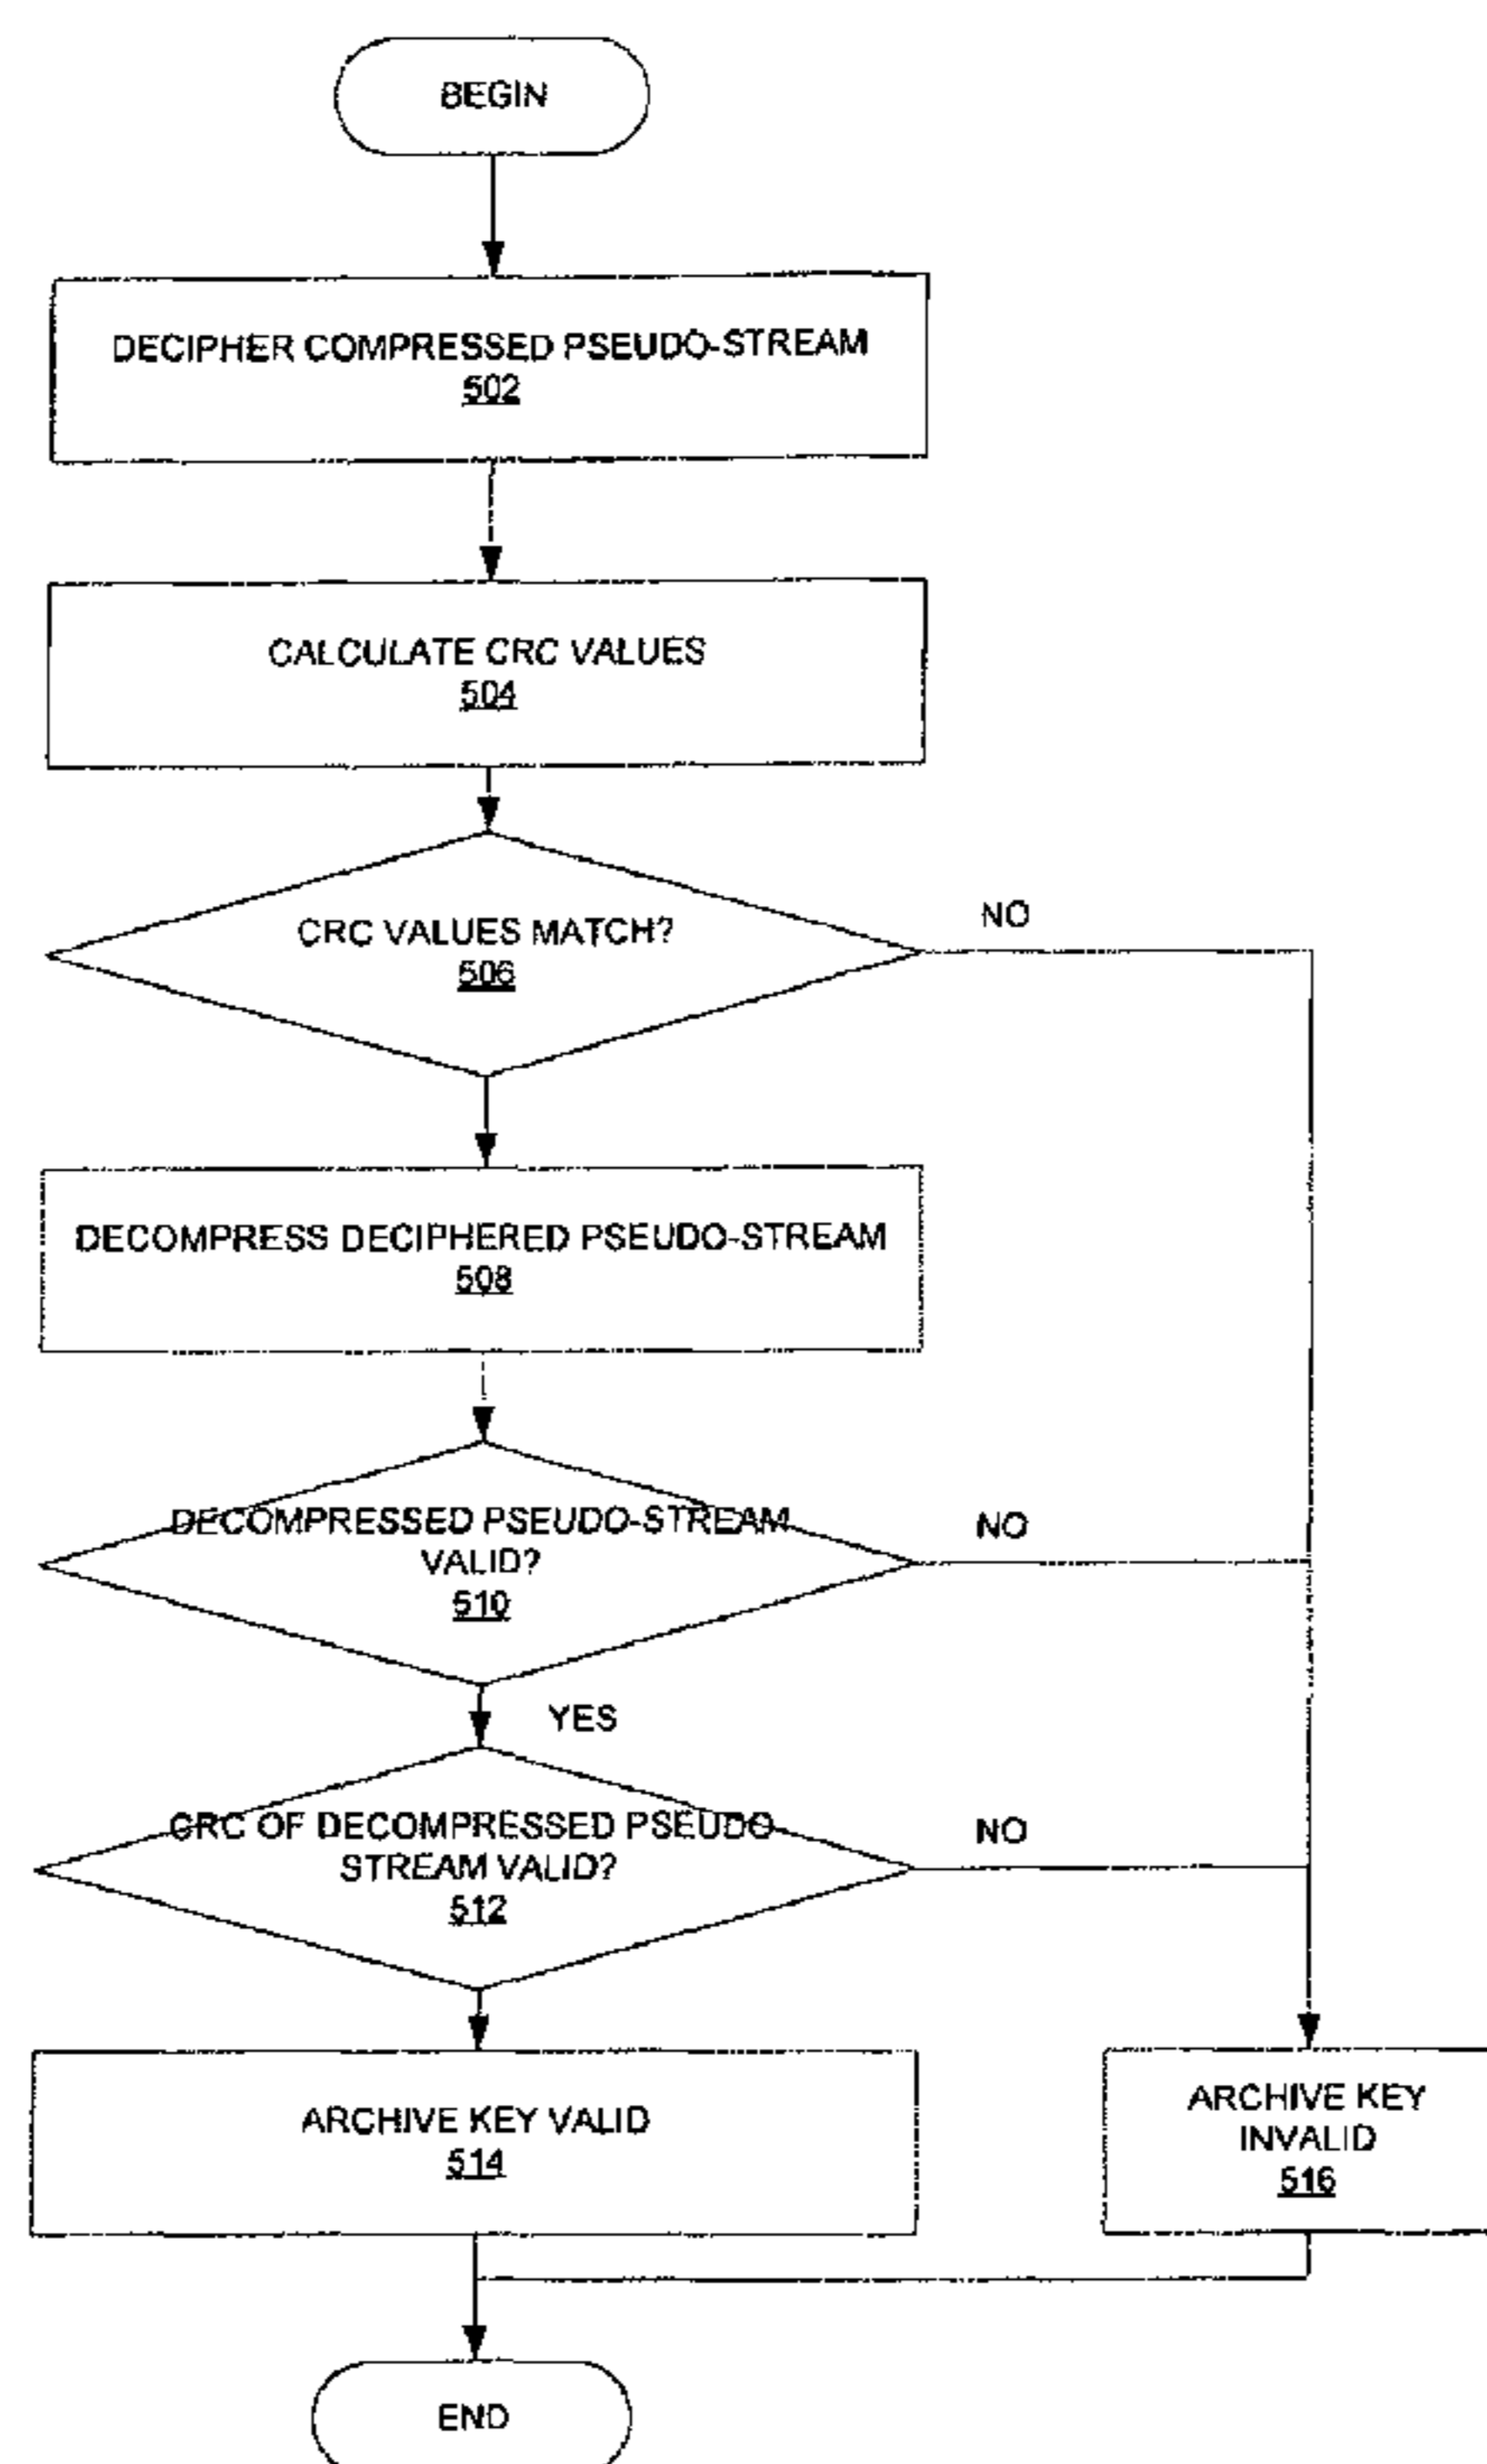 BEGIN
DECIPHER COMPRESSED PSEUDO-STREAM
502
CALCULATE CRC VALUES
504
CRC VALUES MATCH?
506
NO
DECOMPRESS DECIPHERED PSEUDO-STREAM
508
DECOMPRESSED PSEUDO-STREAM
VALID?
510
NO
YES
CRC OF DECOMPRESSED PSEUDO
STREAM VALID?
512
NO
ARCHIVE KEY VALID
514
ARCHIVE KEY
INVALID
516
END